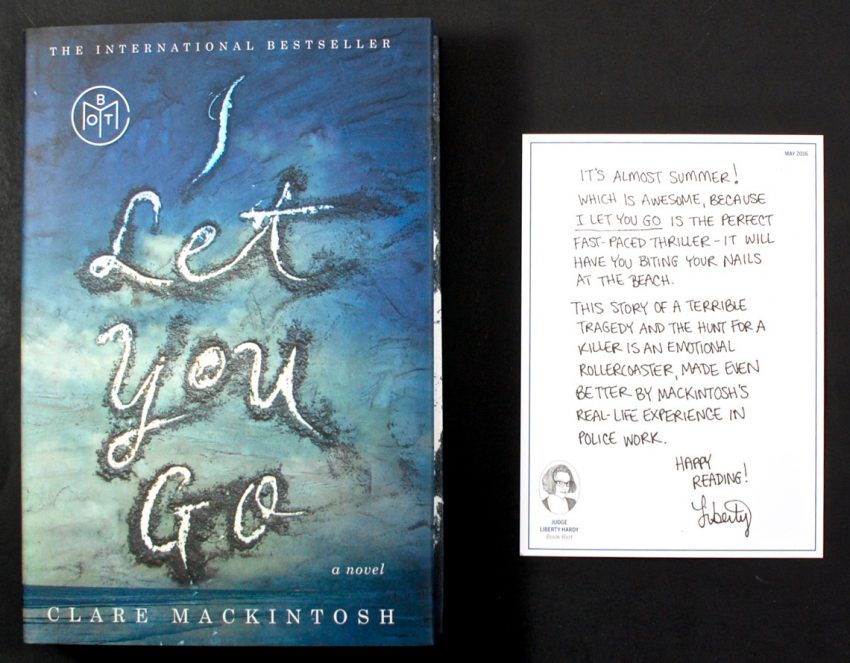 THE INTERNATIONAL BESTSELLER
B
O T
I
Let
You
Go
a novel
CLARE MACKINTOSH
MAY 2016
IT'S ALMOST SUMMER!
WHICH IS AWESOME, BECAUSE
I LET YOU GO IS THE PERFECT
FAST-PACED THRILLER - IT WILL
HAVE YOU BITING YOUR NAILS
AT THE BEACH.
THIS STORY OF A TERRIBLE
TRAGEDY AND THE HUNT FOR A
KILLER IS AN EMOTIONAL
ROLLERCOASTER, MADE EVEN
BETTER BY MACKINTOSH'S
REAL-LIFE EXPERIENCE IN
POLICE WORK.
HAPPY
READING!
Liberty
JUDGE
LIBERTY HARDY
Book Riot